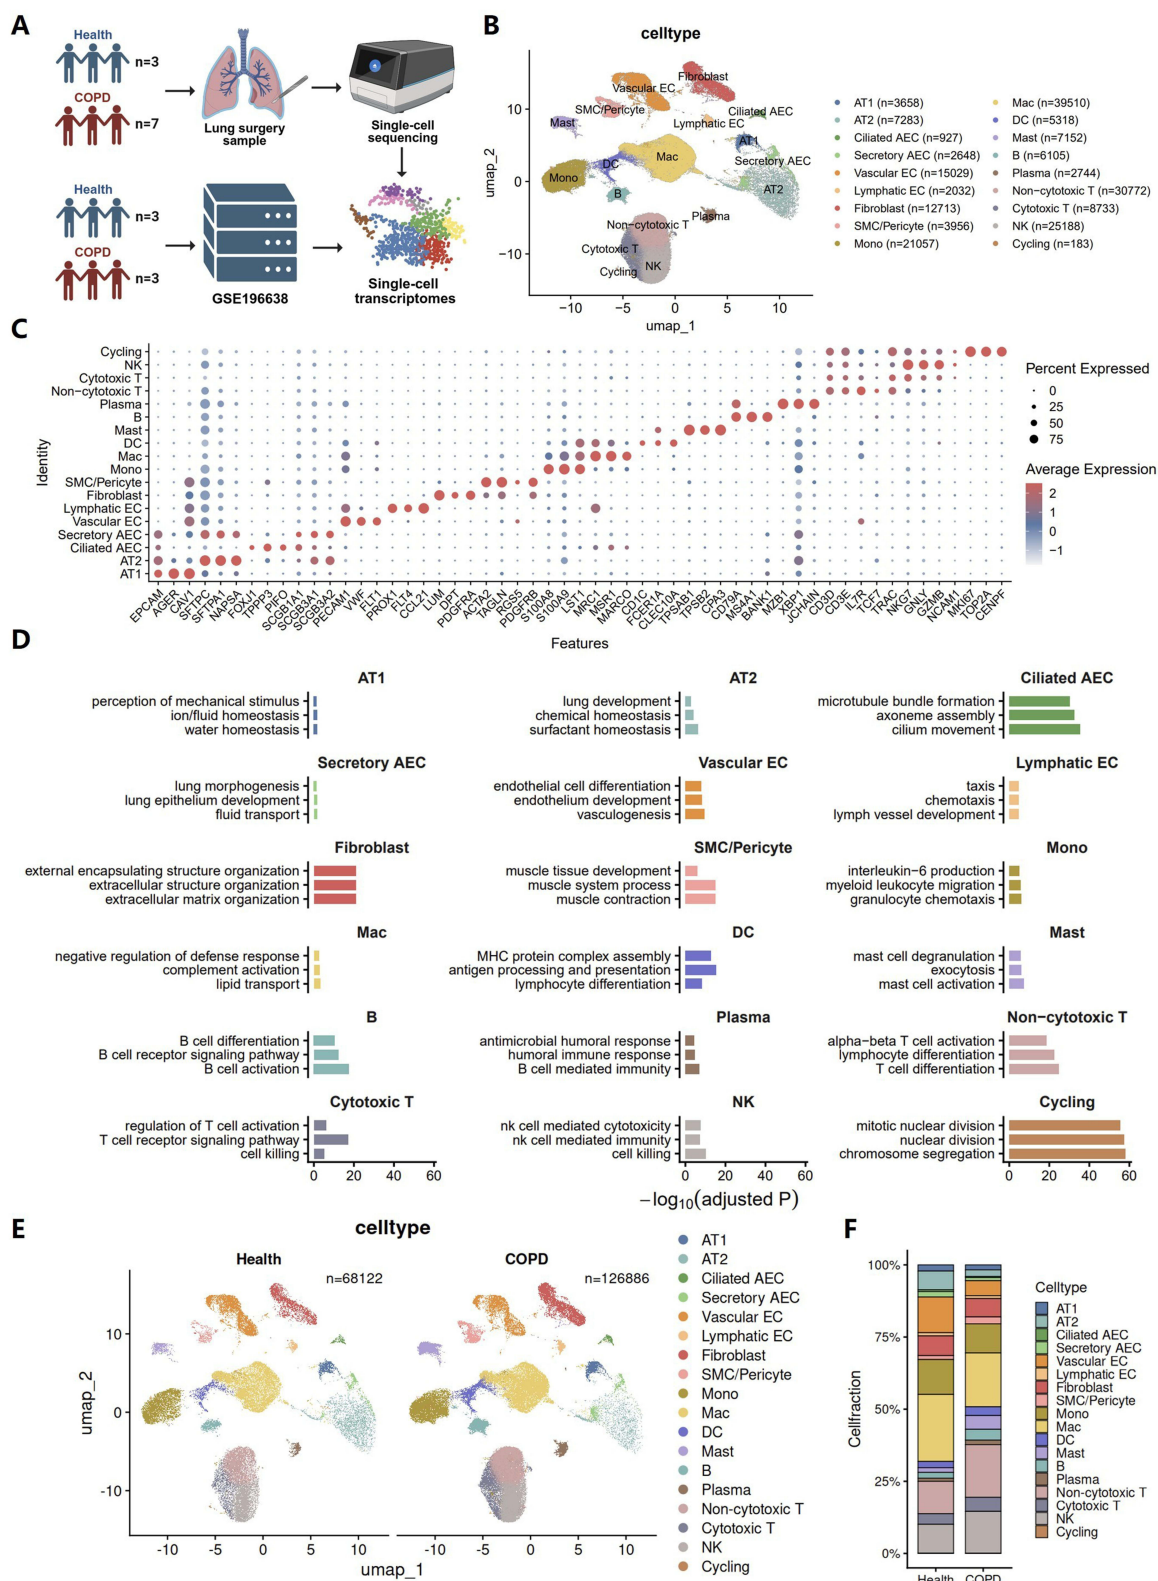 A
Health
n=3
COPD
n=7
Lung surgery
sample
Single-cell
sequencing
Health
n=3
COPD
n=3
GSE196638
Single-cell
transcriptomes
B
celltype
Fibroblast
Vascular EC
SMC/Pericyte
Ciliated AEC
Mast
Lymphatic EC
AT1
Mac
Secretory AEC
DC
Mono
AT2
B
Plasma
Non-cytotoxic T
Cytotoxic T
NK
Cycling
umap_2
10
0
−10
−10
−5
0
5
10
umap_1
AT1 (n=3658)
AT2 (n=7283)
Ciliated AEC (n=927)
Secretory AEC (n=2648)
Vascular EC (n=15029)
Lymphatic EC (n=2032)
Fibroblast (n=12713)
SMC/Pericyte (n=3956)
Mono (n=21057)
Mac (n=39510)
DC (n=5318)
Mast (n=7152)
B (n=6105)
Plasma (n=2744)
Non-cytotoxic T (n=30772)
Cytotoxic T (n=8733)
NK (n=25188)
Cycling (n=183)
C
Identity
Cycling
NK
Cytotoxic T
Non−cytotoxic T
Plasma
B
Mast
DC
Mac
Mono
SMC/Pericyte
Fibroblast
Lymphatic EC
Vascular EC
Secretory AEC
Ciliated AEC
AT2
AT1
EPCAM
AGER
CAV1
SFTPC
SFTPA1
NAPSA
FOXJ1
TPPP3
PIFO
SCGB1A1
SCGB3A1
SCGB3A2
PECAM1
VWF
FLT1
PROX1
FLT4
CCL21
LUM
DPT
PDGFRA
ACTA2
TAGLN
RGS5
PDGFRB
S100A8
S100A9
LST1
MRC1
MSR1
MARCO
CD1C
FCER1A
CLEC10A
TPSAB1
TPSB2
CPA3
CD79A
MS4A1
BANK1
MZB1
XBP1
JCHAIN
CD3D
CD3E
IL7R
TCF7
TRAC
NKG7
GNLY
GZMB
NCAM1
MKI67
TOP2A
CENPF
Features
Percent Expressed
0
25
50
75
Average Expression
2
1
0
−1
D
AT1
perception of mechanical stimulus
ion/fluid homeostasis
water homeostasis
AT2
lung development
chemical homeostasis
surfactant homeostasis
Ciliated AEC
microtubule bundle formation
axoneme assembly
cilium movement
Secretory AEC
lung morphogenesis
lung epithelium development
fluid transport
Vascular EC
endothelial cell differentiation
endothelium development
vasculogenesis
Lymphatic EC
taxis
chemotaxis
lymph vessel development
Fibroblast
external encapsulating structure organization
extracellular structure organization
extracellular matrix organization
SMC/Pericyte
muscle tissue development
muscle system process
muscle contraction
Mono
interleukin−6 production
myeloid leukocyte migration
granulocyte chemotaxis
Mac
negative regulation of defense response
complement activation
lipid transport
DC
MHC protein complex assembly
antigen processing and presentation
lymphocyte differentiation
Mast
mast cell degranulation
exocytosis
mast cell activation
B
B cell differentiation
B cell receptor signaling pathway
B cell activation
Plasma
antimicrobial humoral response
humoral immune response
B cell mediated immunity
Non−cytotoxic T
alpha−beta T cell activation
lymphocyte differentiation
T cell differentiation
Cytotoxic T
regulation of T cell activation
T cell receptor signaling pathway
cell killing
0 20 40 60
NK
nk cell mediated cytotoxicity
nk cell mediated immunity
cell killing
0 20 40 60
Cycling
mitotic nuclear division
nuclear division
chromosome segregation
0 20 40 60
−log10(adjusted P)
E
celltype
Health
n=68122
COPD
n=126886
umap_2
10
0
-10
-10 -5 0 5 10
-10 -5 0 5 10
umap_1
AT1
AT2
Ciliated AEC
Secretory AEC
Vascular EC
Lymphatic EC
Fibroblast
SMC/Pericyte
Mono
Mac
DC
Mast
B
Plasma
Non-cytotoxic T
Cytotoxic T
NK
Cycling
F
Cellfraction
100%
75%
50%
25%
0%
Health COPD
Celltype
AT1
AT2
Ciliated AEC
Secretory AEC
Vascular EC
Lymphatic EC
Fibroblast
SMC/Pericyte
Mono
Mac
DC
Mast
B
Plasma
Non-cytotoxic T
Cytotoxic T
NK
Cycling